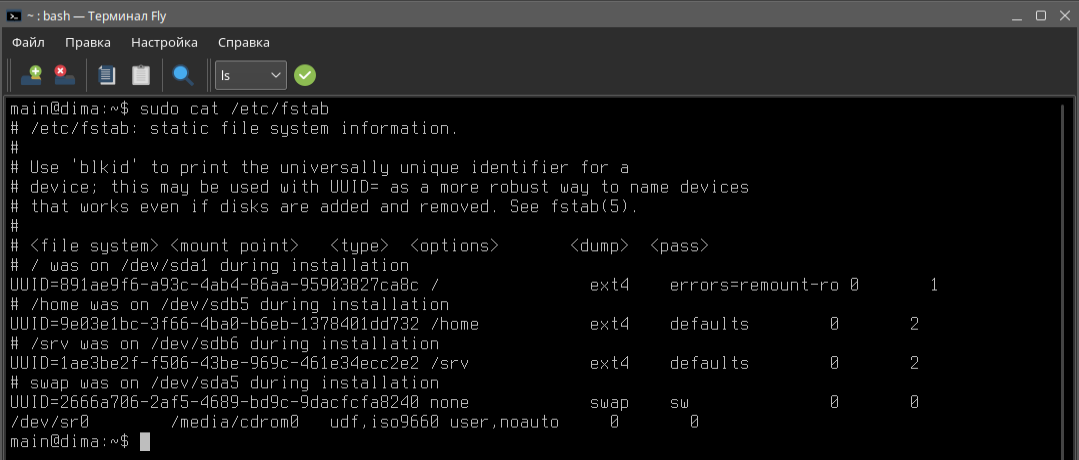 ~ : bash — Терминал Fly
Файл Правка Настройка Справка
ls
main@dima:~$ sudo cat /etc/fstab
# /etc/fstab: static file system information.
#
# Use 'blkid' to print the universally unique identifier for a
# device; this may be used with UUID= as a more robust way to name devices
# that works even if disks are added and removed. See fstab(5).
#
# <file system> <mount point>   <type>  <options>       <dump>  <pass>
# / was on /dev/sda1 during installation
UUID=891ae9f6-a93c-4ab4-86aa-95903827ca8c /               ext4    errors=remount-ro 0       1
# /home was on /dev/sdb5 during installation
UUID=9e03e1bc-3f66-4ba0-b6eb-1378401dd732 /home           ext4    defaults        0       2
# /srv was on /dev/sdb6 during installation
UUID=1ae3be2f-f506-43be-969c-461e34ecc2e2 /srv            ext4    defaults        0       2
# swap was on /dev/sda5 during installation
UUID=2666a706-2af5-4689-bd9c-9dacfcfa8240 none            swap    sw              0       0
/dev/sr0        /media/cdrom0   udf,iso9660 user,noauto     0       0
main@dima:~$